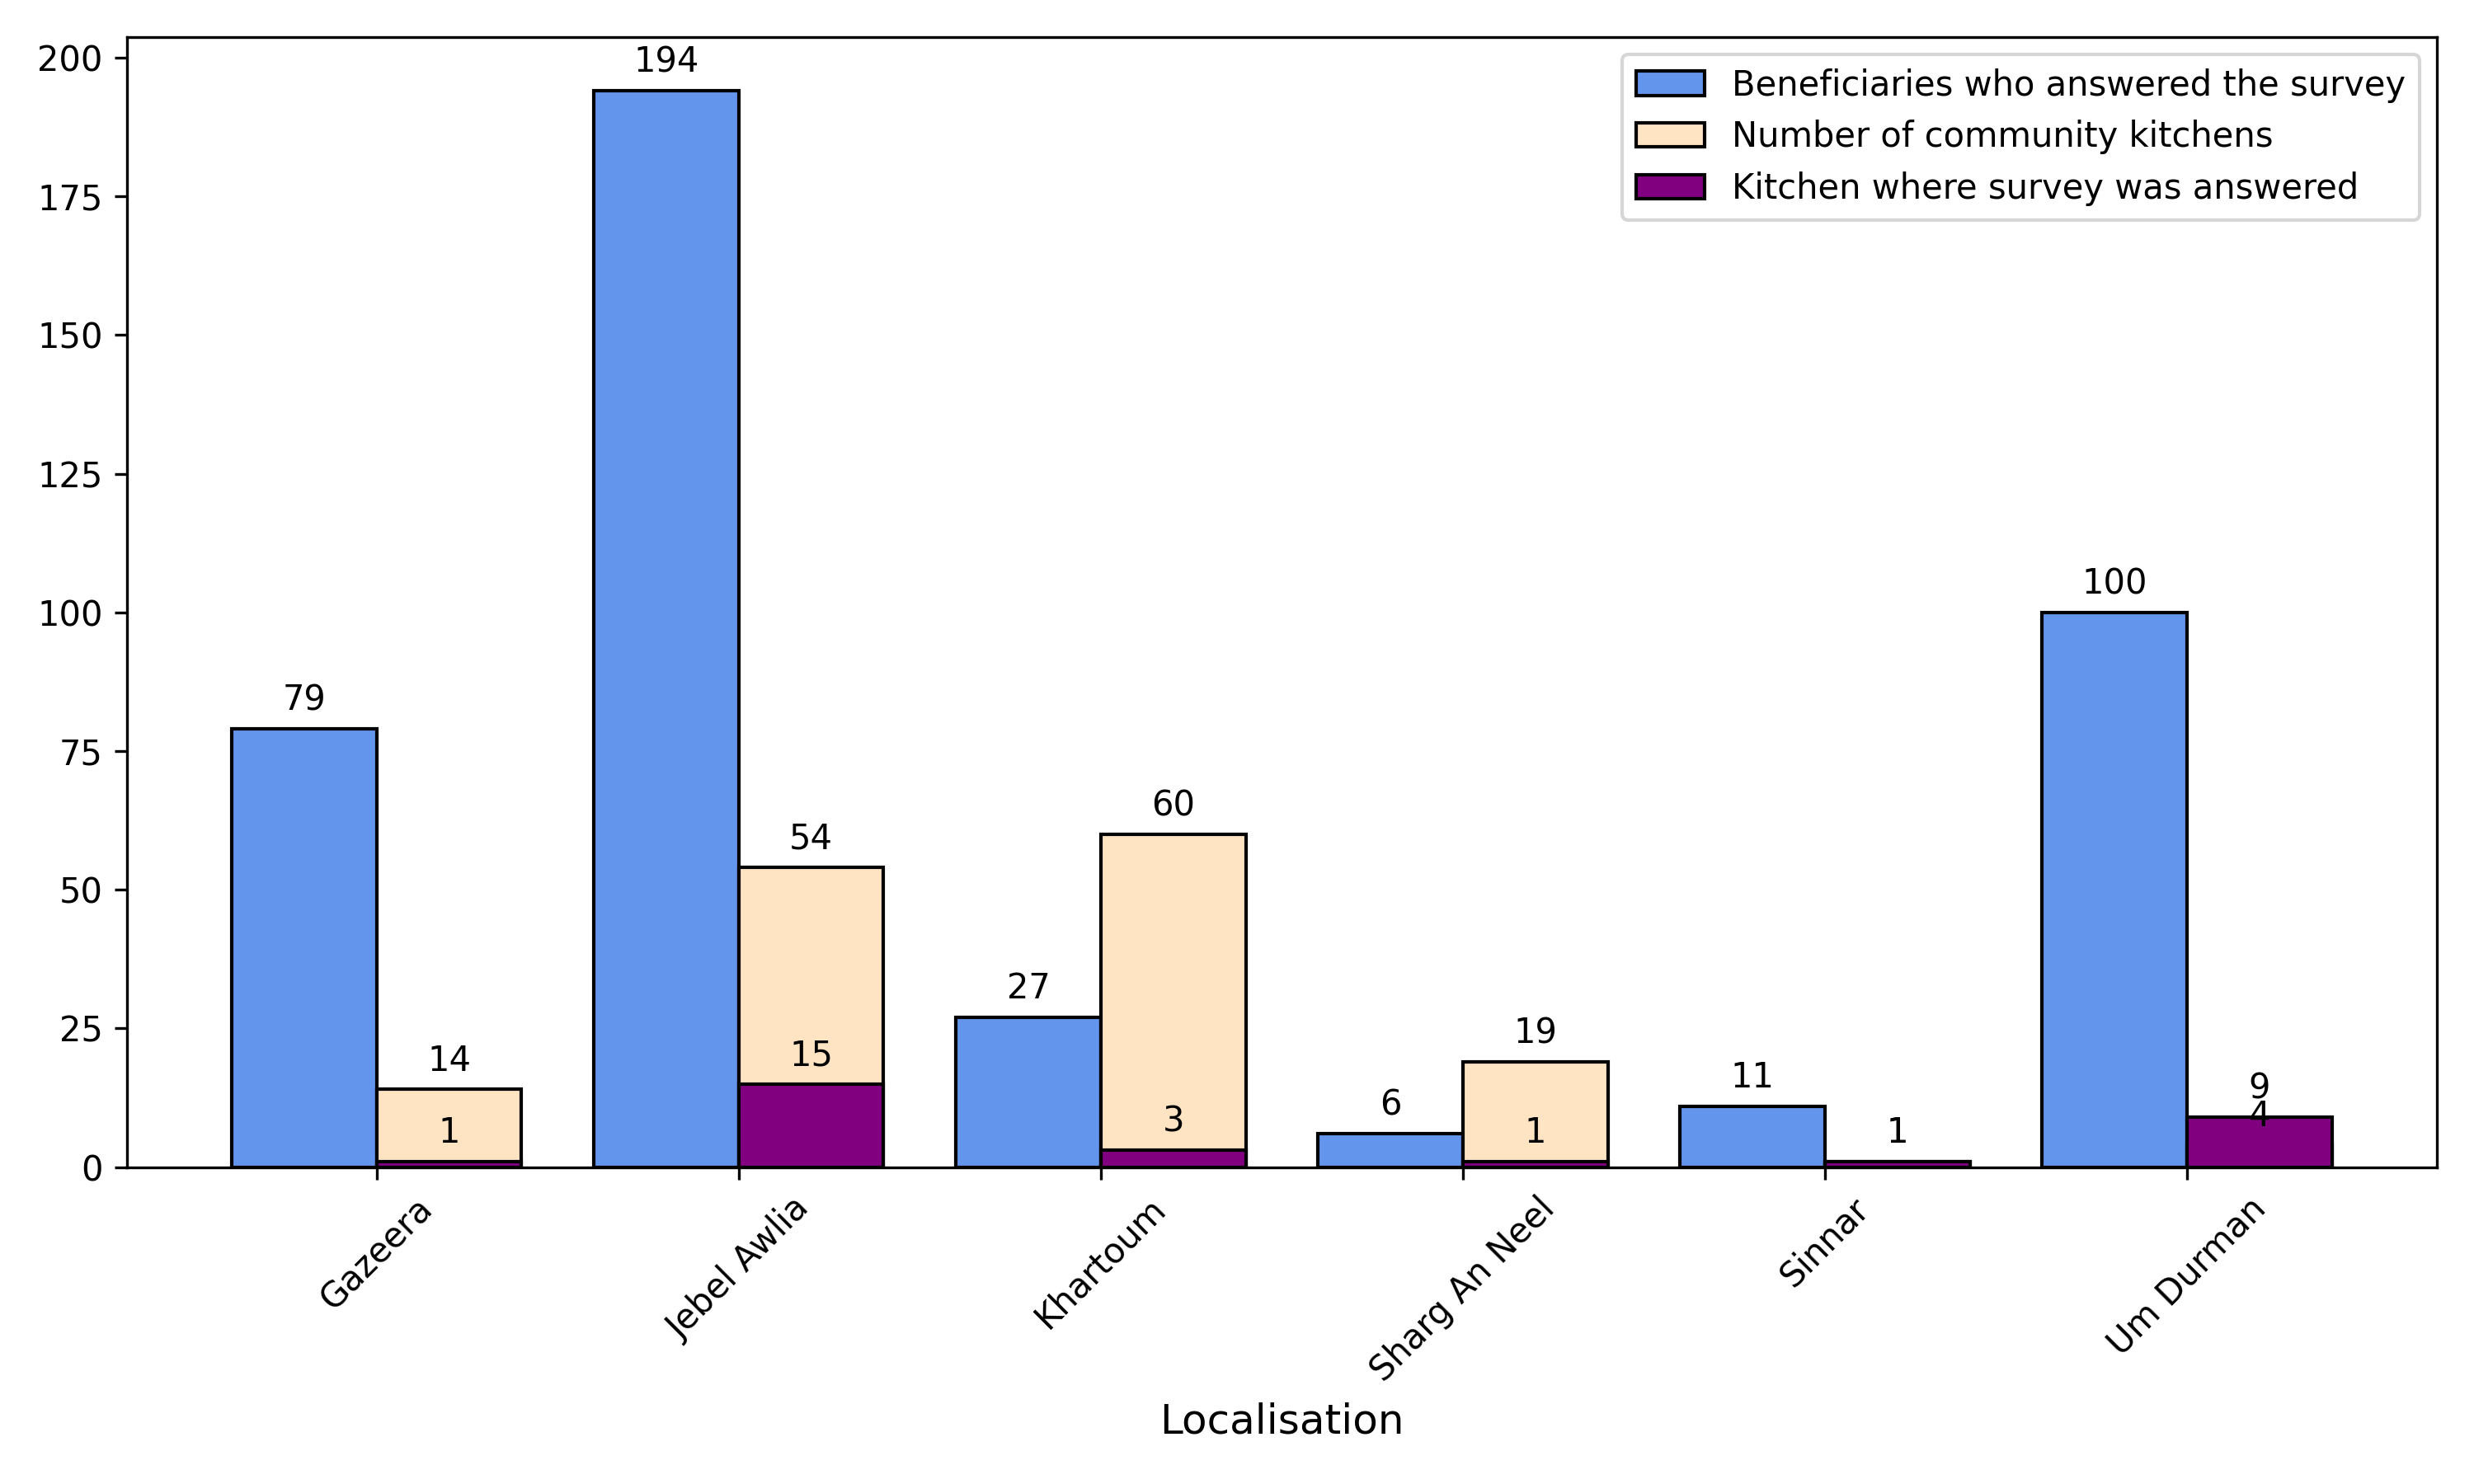 200
175
150
125
100
75
50
25
0
Beneficiaries who answered the survey
Number of community kitchens
Kitchen where survey was answered
79
14
1
194
54
15
27
60
3
6
19
1
11
1
100
9
4
Gazeera
Jebel Awlia
Khartoum
Sharg An Neel
Sinnar
Um Durman
Localisation